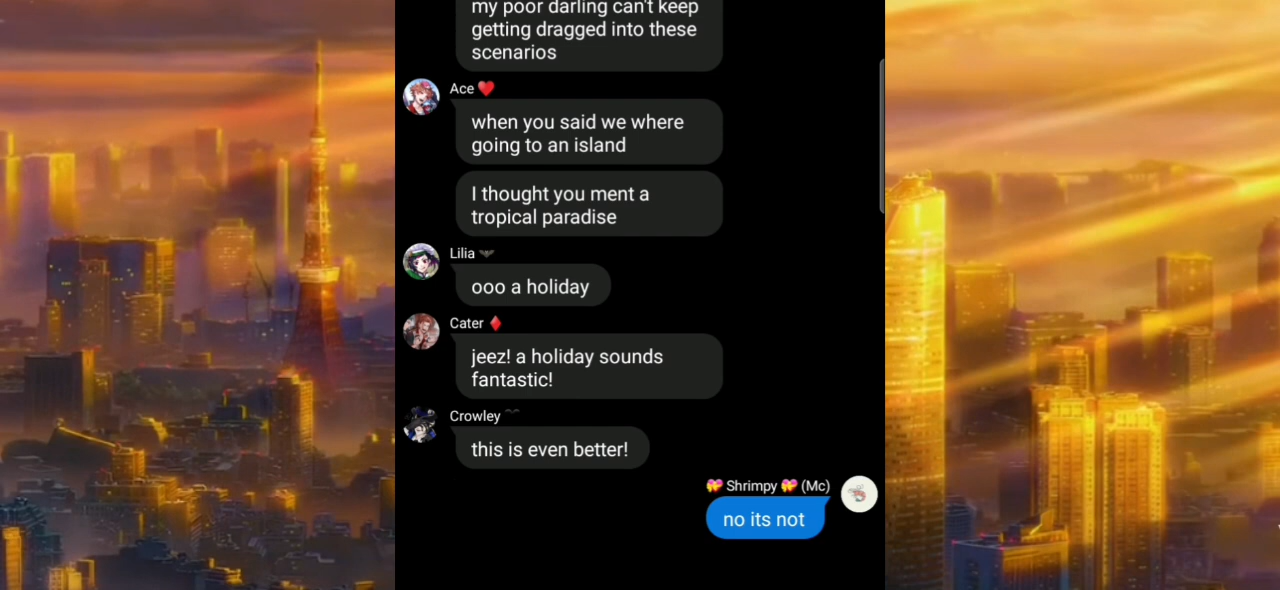 my poor darling can't keep
getting dragged into these
scenarios
Ace ❤️
when you said we where
going to an island
I thought you ment a
tropical paradise
Lilia 🦇
ooo a holiday
Cater ♦️
jeez! a holiday sounds
fantastic!
Crowley
this is even better!
💝 Shrimpy 💝 (Mc)
no its not